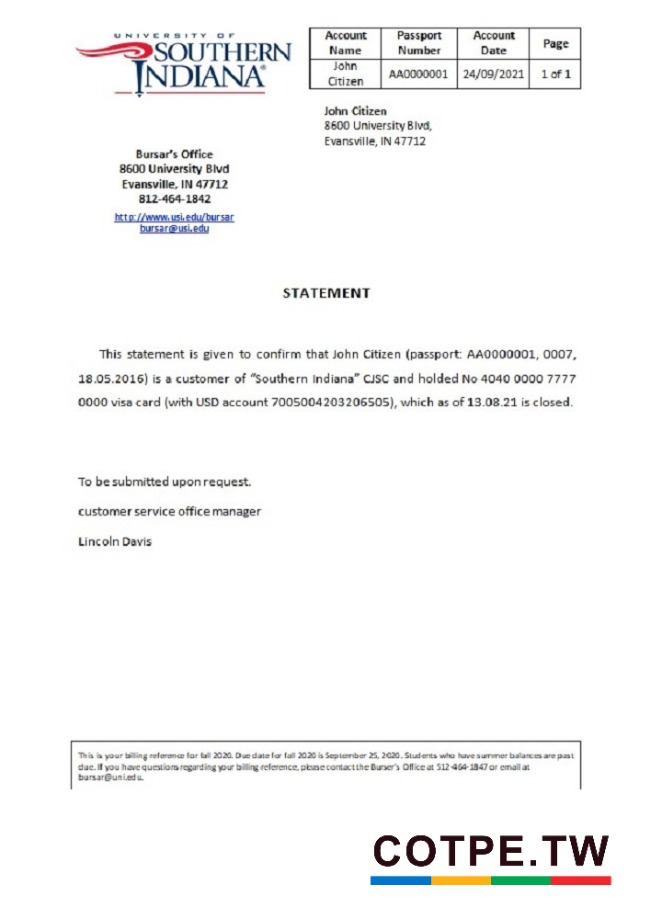 UNIVERSITY OF
SOUTHERN
INDIANA®
Account Name Passport Number Account Date Page
John Citizen AA0000001 24/09/2021 1 of 1
John Citizen
8600 University Blvd,
Evansville, IN 47712
Bursar's Office
8600 University Blvd
Evansville, IN 47712
812-464-1842
http://www.usi.edu/bursar
bursar@usi.edu
STATEMENT
This statement is given to confirm that John Citizen (passport: AA0000001, 0007,
18.05.2016) is a customer of "Southern Indiana" CJSC and holded No 4040 0000 7777
0000 visa card (with USD account 7005004203206505), which as of 13.08.21 is closed.
To be submitted upon request.
customer service office manager
Lincoln Davis
This is your billing reference for fall 2020. Due date for fall 2020 is September 25, 2020. Students who have summer balances are past
due. If you have questions regarding your billing reference, please contact the Burser's Office at 512-464-1847 or email at
bursar@uni.edu.
COTPE.TW